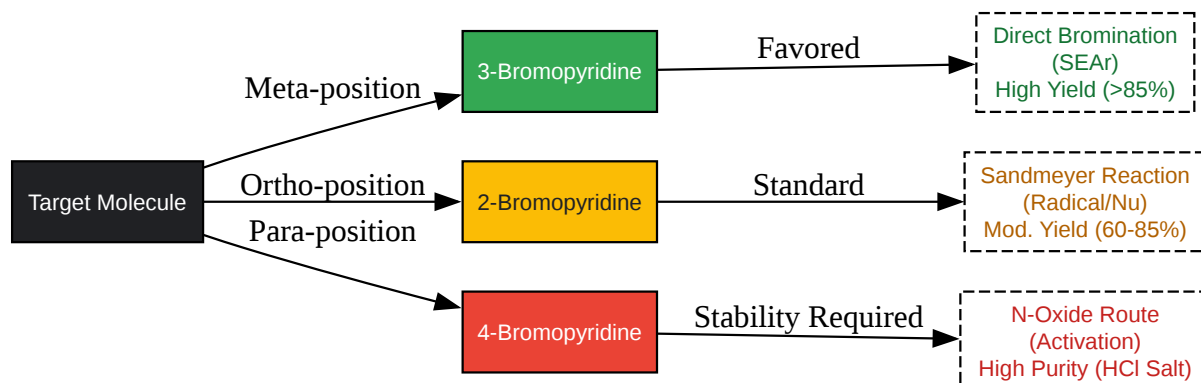 Target Molecule
Meta-position
Ortho-position
Para-position
3-Bromopyridine
2-Bromopyridine
4-Bromopyridine
Favored
Standard
Stability Required
Direct Bromination
(SEAr)
High Yield (>85%)
Sandmeyer Reaction
(Radical/Nu)
Mod. Yield (60-85%)
N-Oxide Route
(Activation)
High Purity (HCl Salt)